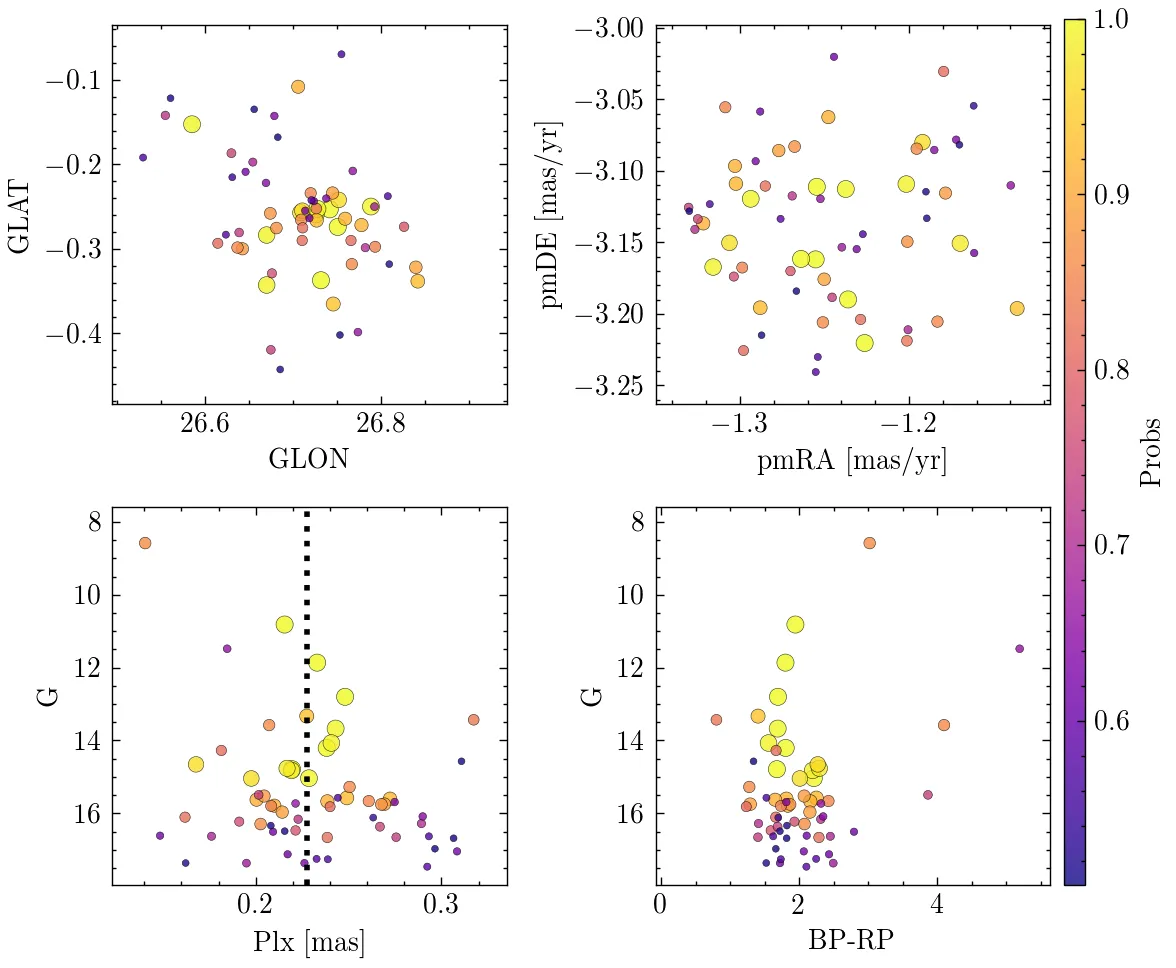 −0.1
−0.2
−0.3
−0.4
GLAT
26.6 26.8
GLON
−3.00
−3.05
−3.10
−3.15
−3.20
−3.25
pmDE [mas/yr]
−1.3 −1.2
pmRA [mas/yr]
1.0
0.9
0.8
0.7
0.6
Probs
8
10
12
14
16
G
0.2 0.3
Plx [mas]
8
10
12
14
16
G
0 2 4
BP-RP